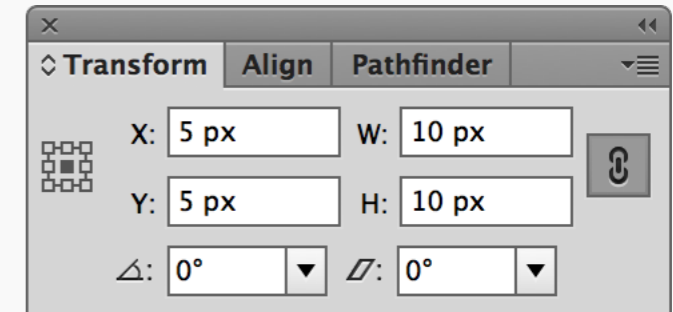 Transform Align Pathfinder
X: 5 px W: 10 px
Y: 5 px H: 10 px
: 0° : 0°